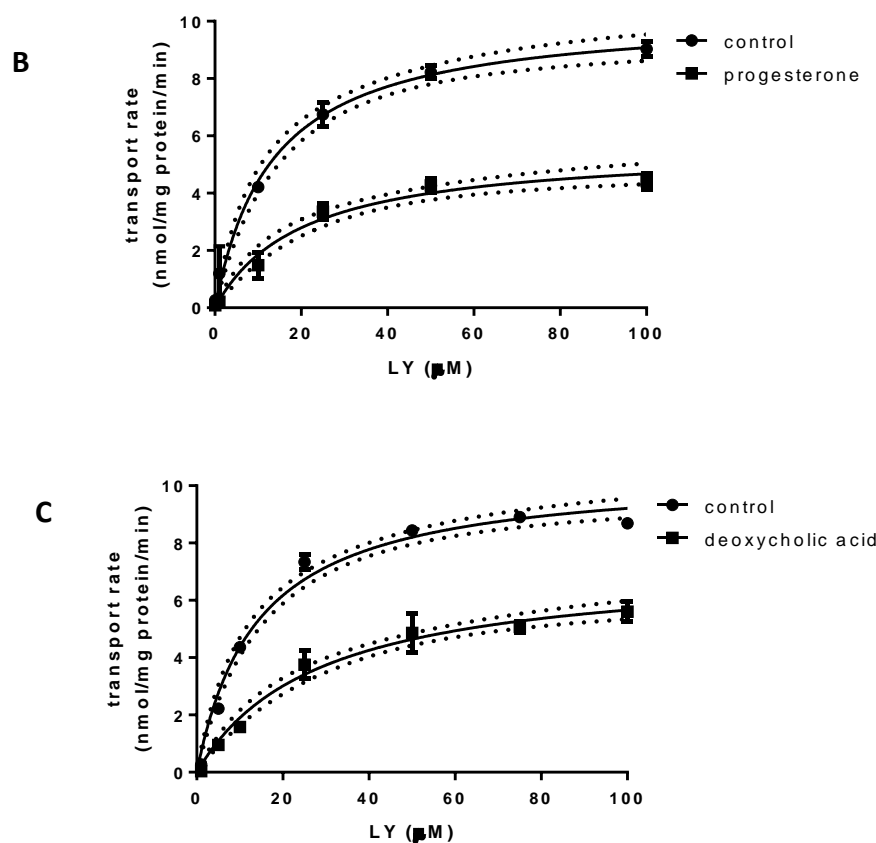 B
transport rate
(nmol/mg protein/min)
10
8
6
4
2
0
0 20 40 60 80 100
LY (µM)
control
progesterone
C
transport rate
(nmol/mg protein/min)
10
8
6
4
2
0
0 20 40 60 80 100
LY (µM)
control
deoxycholic acid